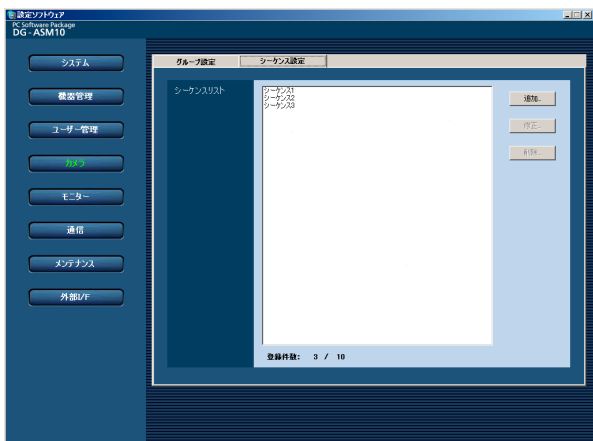 設定ソフトウェア
PC Software Package
DG-ASM10
システム
機器管理
ユーザー管理
カメラ
モニター
通信
メンテナンス
外部I/F
グループ設定 シーケンス設定
シーケンスリスト
シーケンス1
シーケンス2
シーケンス3
追加...
修正...
削除...
登録件数: 3 / 10